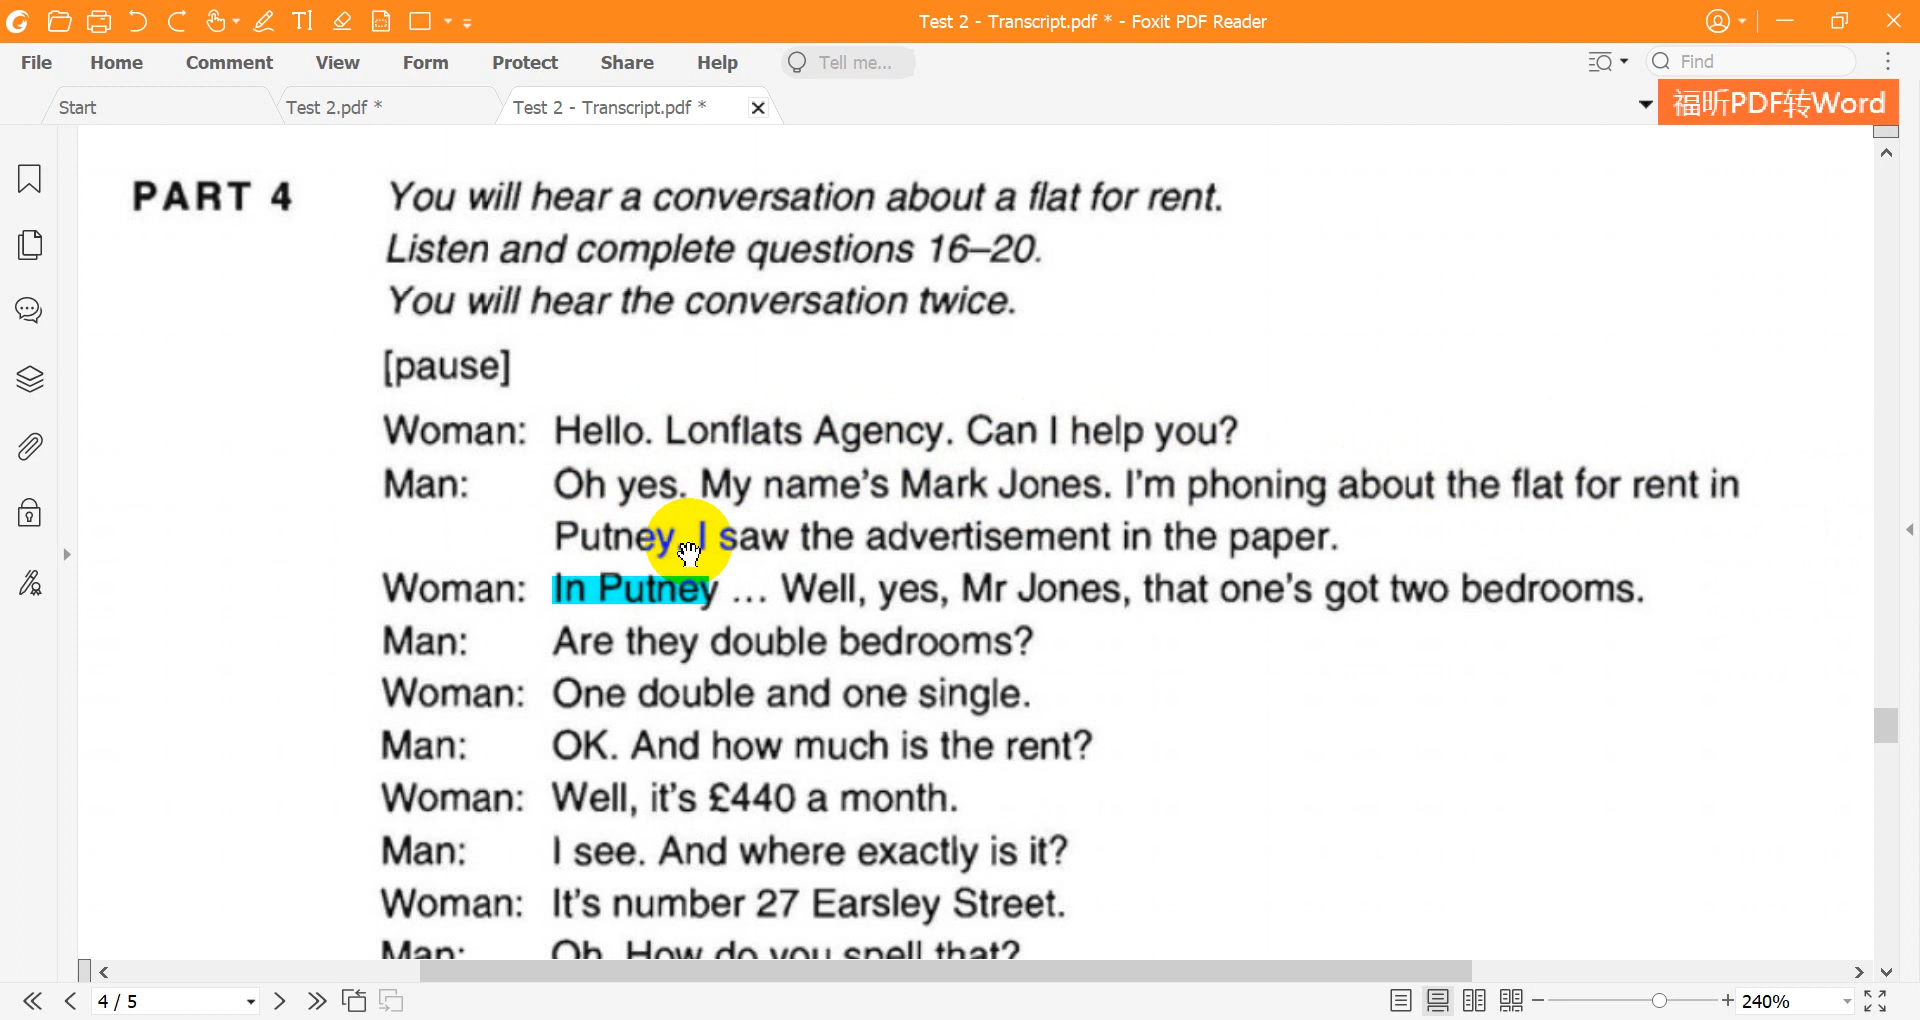 Test 2 - Transcript.pdf * - Foxit PDF Reader
File Home Comment View Form Protect Share Help Tell me... Find
Start Test 2.pdf * Test 2 - Transcript.pdf * 福昕PDF转Word
PART 4 You will hear a conversation about a flat for rent.
Listen and complete questions 16–20.
You will hear the conversation twice.
[pause]
Woman: Hello. Lonflats Agency. Can I help you?
Man: Oh yes. My name's Mark Jones. I'm phoning about the flat for rent in
Putney. I saw the advertisement in the paper.
Woman: In Putney ... Well, yes, Mr Jones, that one's got two bedrooms.
Man: Are they double bedrooms?
Woman: One double and one single.
Man: OK. And how much is the rent?
Woman: Well, it's £440 a month.
Man: I see. And where exactly is it?
Woman: It's number 27 Earsley Street.
Man: Oh. How do you spell that?
4 / 5 240%